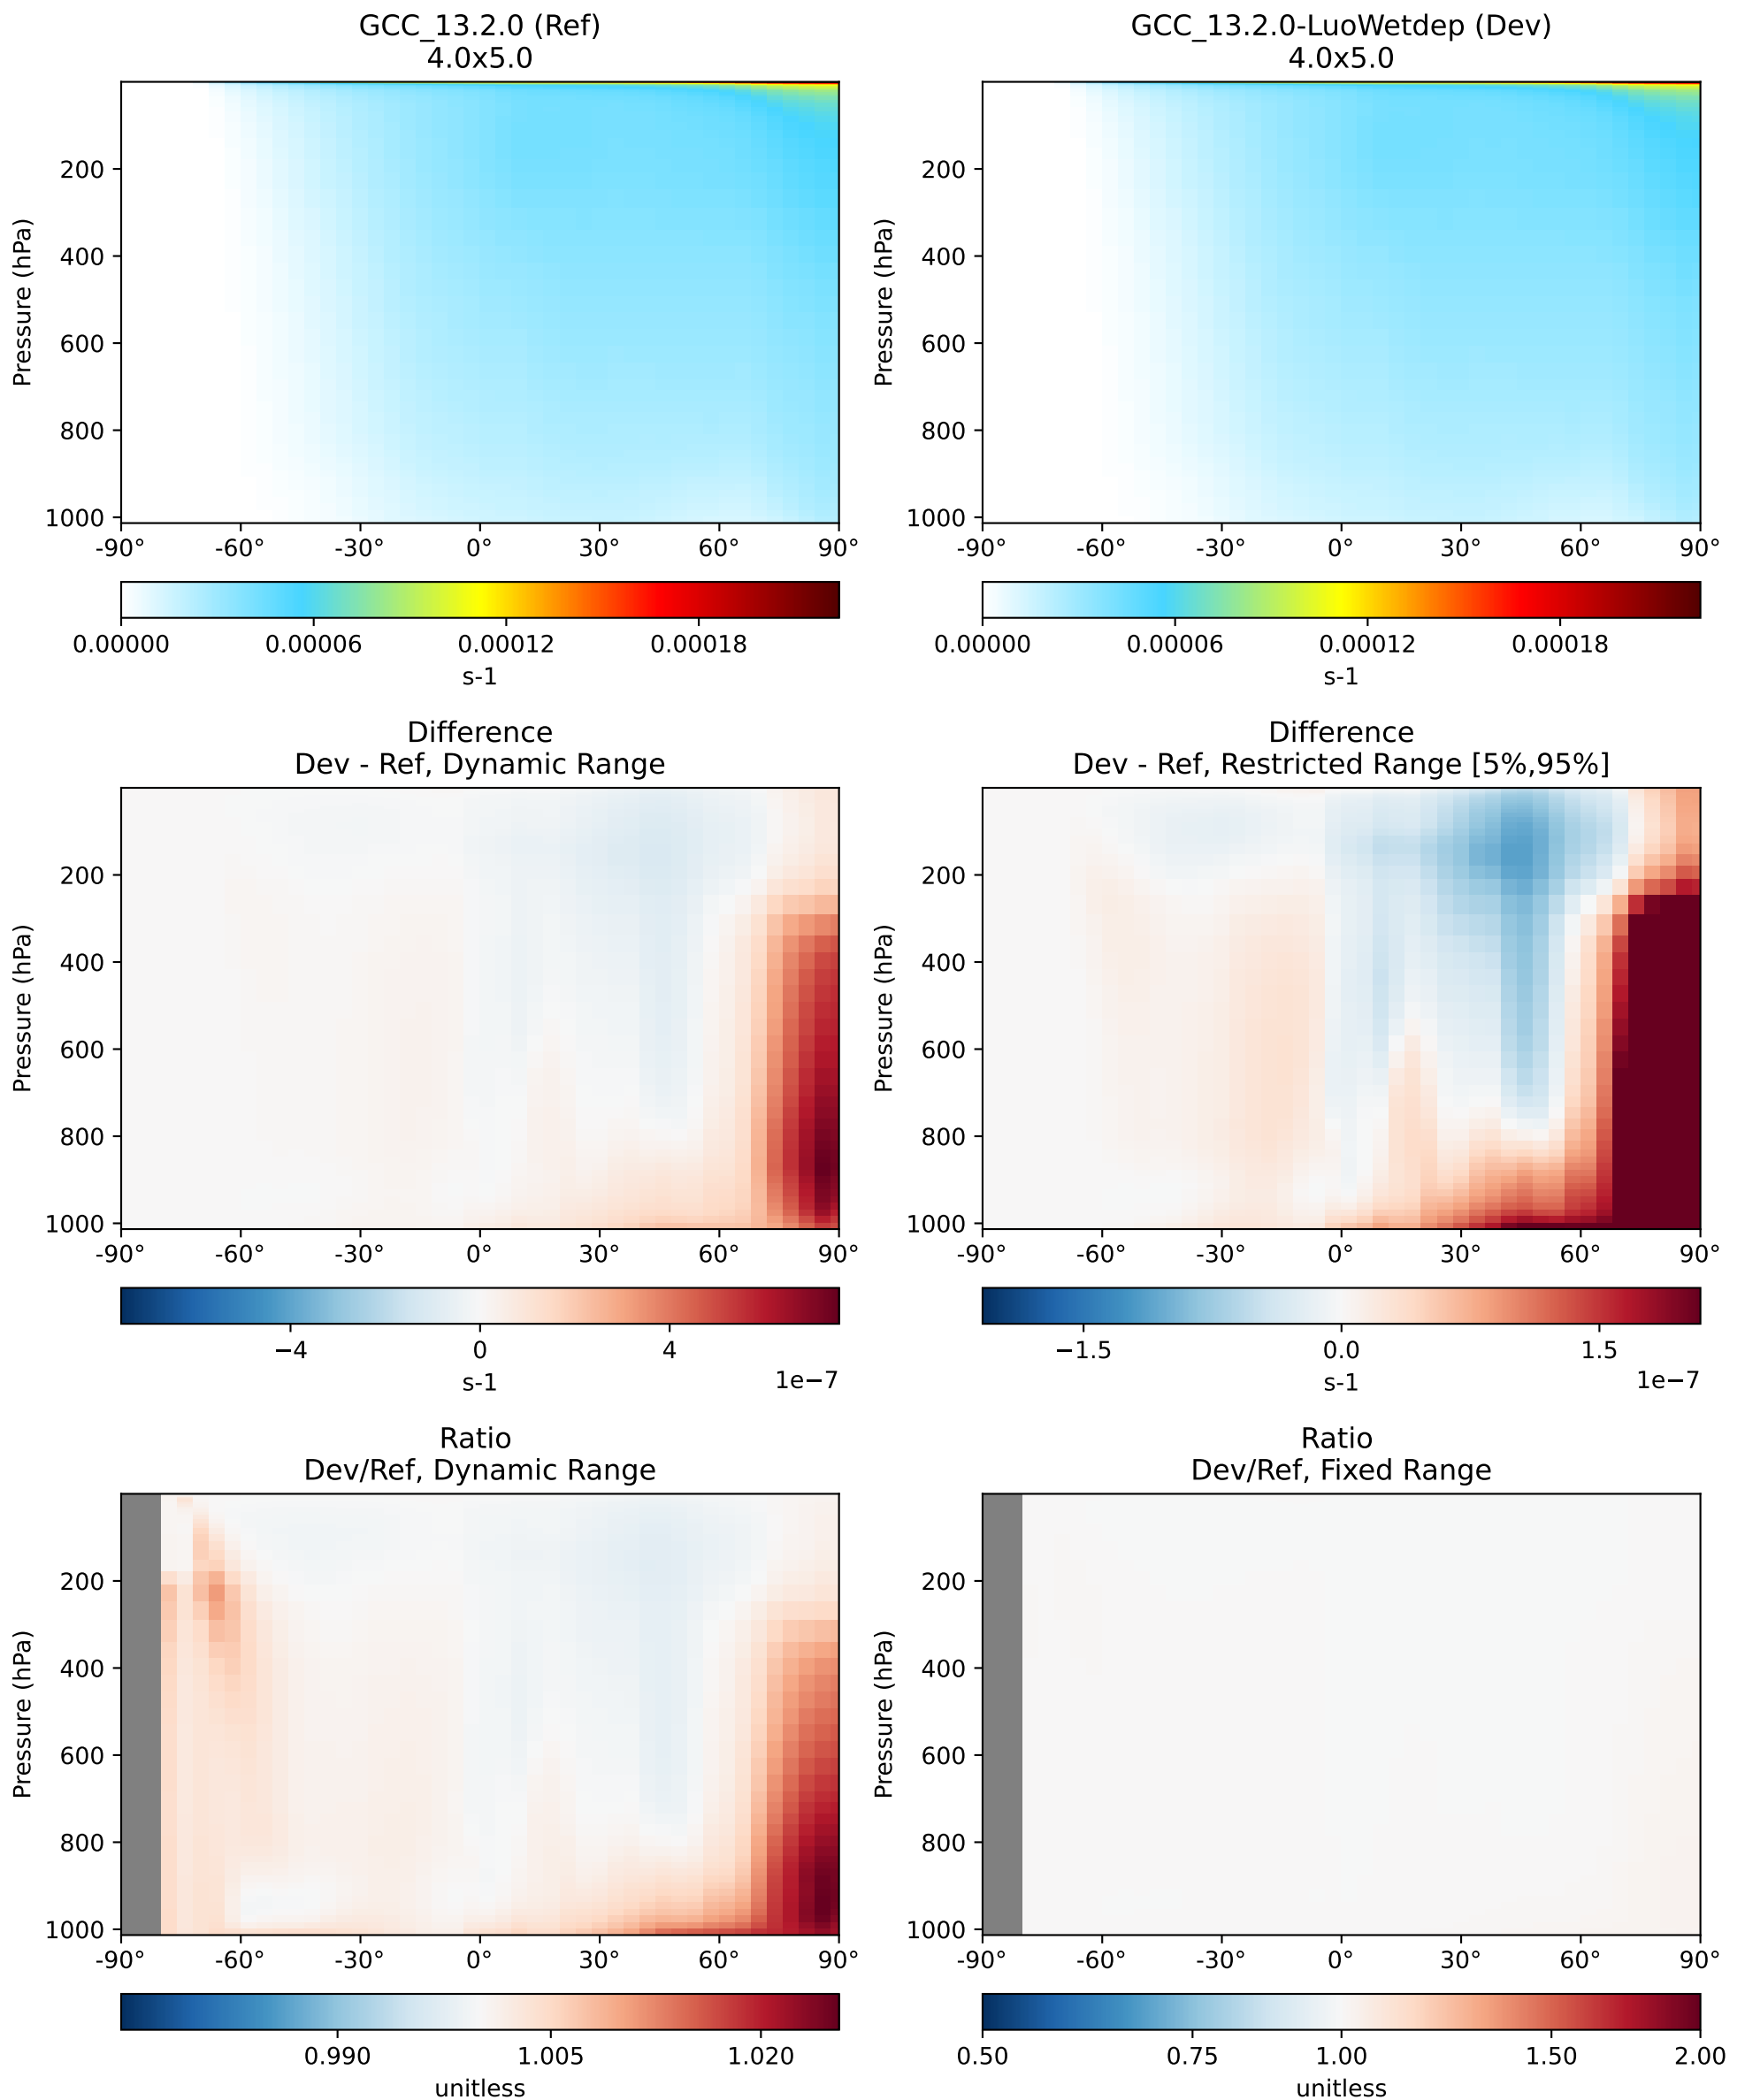 GCC_13.2.0 (Ref)
4.0x5.0
Pressure (hPa)
200
400
600
800
1000
-90° -60° -30° 0° 30° 60° 90°
0.00000 0.00006 0.00012 0.00018
s-1
GCC_13.2.0-LuoWetdep (Dev)
4.0x5.0
Pressure (hPa)
200
400
600
800
1000
-90° -60° -30° 0° 30° 60° 90°
0.00000 0.00006 0.00012 0.00018
s-1
Difference
Dev - Ref, Dynamic Range
Pressure (hPa)
200
400
600
800
1000
-90° -60° -30° 0° 30° 60° 90°
−4 0 4
s-1 1e−7
Difference
Dev - Ref, Restricted Range [5%,95%]
Pressure (hPa)
200
400
600
800
1000
-90° -60° -30° 0° 30° 60° 90°
−1.5 0.0 1.5
s-1 1e−7
Ratio
Dev/Ref, Dynamic Range
Pressure (hPa)
200
400
600
800
1000
-90° -60° -30° 0° 30° 60° 90°
0.990 1.005 1.020
unitless
Ratio
Dev/Ref, Fixed Range
Pressure (hPa)
200
400
600
800
1000
-90° -60° -30° 0° 30° 60° 90°
0.50 0.75 1.00 1.50 2.00
unitless